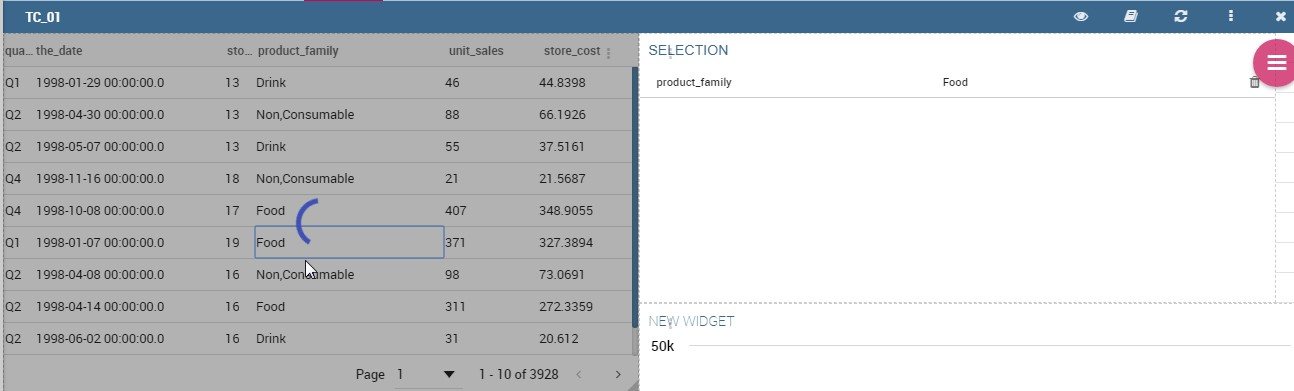 TC_01
qua... the_date sto... product_family unit_sales store_cost
Q1 1998-01-29 00:00:00.0 13 Drink 46 44.8398
Q2 1998-04-30 00:00:00.0 13 Non,Consumable 88 66.1926
Q2 1998-05-07 00:00:00.0 13 Drink 55 37.5161
Q4 1998-11-16 00:00:00.0 18 Non,Consumable 21 21.5687
Q4 1998-10-08 00:00:00.0 17 Food 407 348.9055
Q1 1998-01-07 00:00:00.0 19 Food 371 327.3894
Q2 1998-04-08 00:00:00.0 16 Non,Consumable 98 73.0691
Q2 1998-04-14 00:00:00.0 16 Food 311 272.3359
Q2 1998-06-02 00:00:00.0 16 Drink 31 20.612
Page 1 1 - 10 of 3928
SELECTION
product_family Food
NEW WIDGET
50k